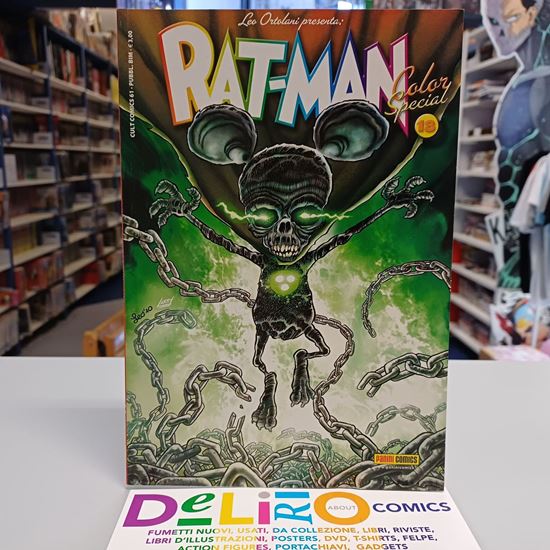 Leo Ortolani presenta:
RAT-MAN
Color
Special
18
CULT COMICS 61 - PUBBL. BIM - € 3,00
PANINI COMICS
DeLiRiO ABOUT COMICS
FUMETTI NUOVI, USATI, DA COLLEZIONE, LIBRI, RIVISTE,
LIBRI D'ILLUSTRAZIONI, POSTERS, DVD, T-SHIRTS, FELPE,
ACTION FIGURES, PORTACHIAVI, GADGETS